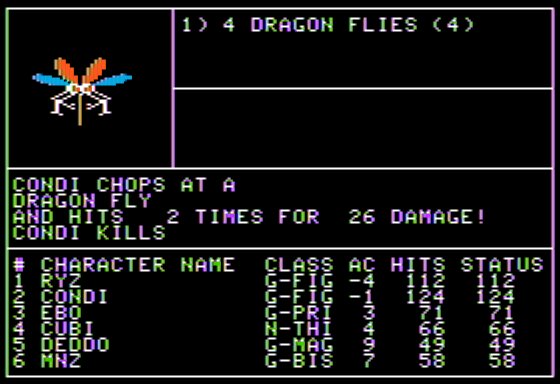 1) 4 DRAGON FLIES (4)
CONDI CHOPS AT A
DRAGON FLY
AND HITS 2 TIMES FOR 26 DAMAGE!
CONDI KILLS
# CHARACTER NAME CLASS AC HITS STATUS
1 RYZ G-FIG -4 112 112
2 CONDI G-FIG -1 124 124
3 EBO G-PRI 3 71 71
4 CUBI N-THI 4 66 66
5 DEDDO G-MAG 9 49 49
6 MNZ G-BIS 7 58 58